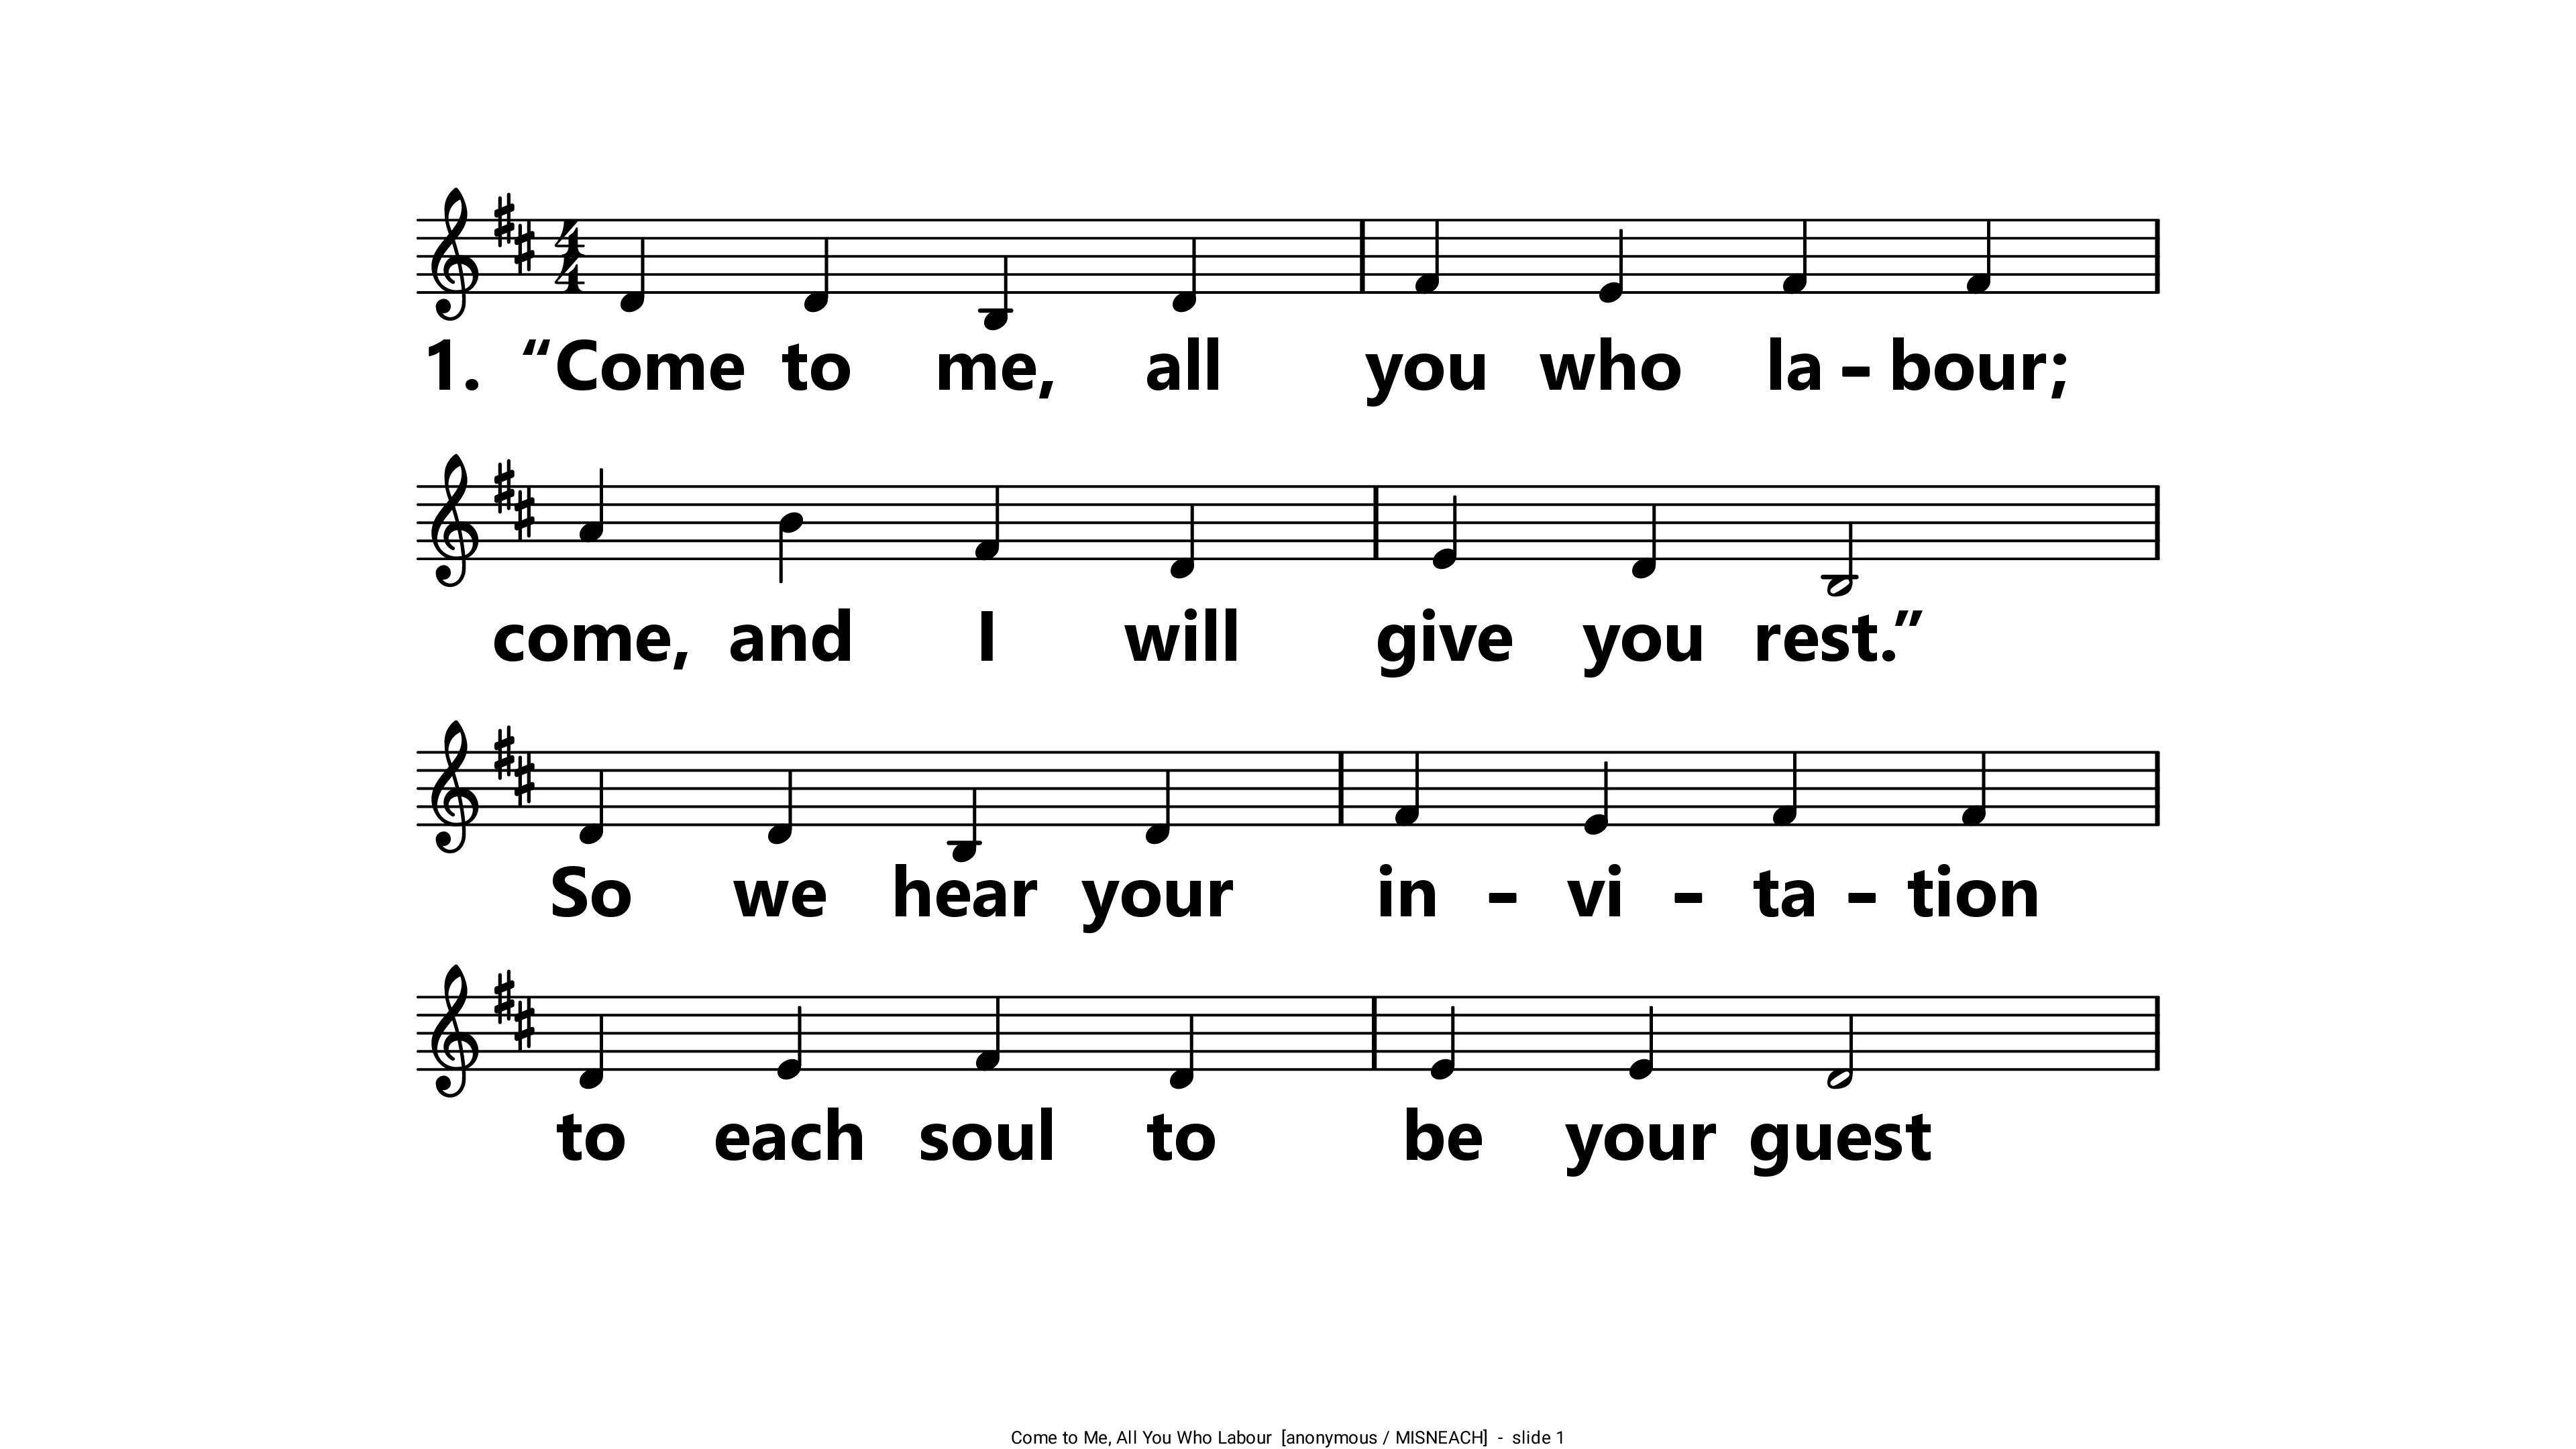 1. “Come to me, all you who la - bour;
come, and I will give you rest.”
So we hear your in - vi - ta - tion
to each soul to be your guest
Come to Me, All You Who Labour [anonymous / MISNEACH] - slide 1